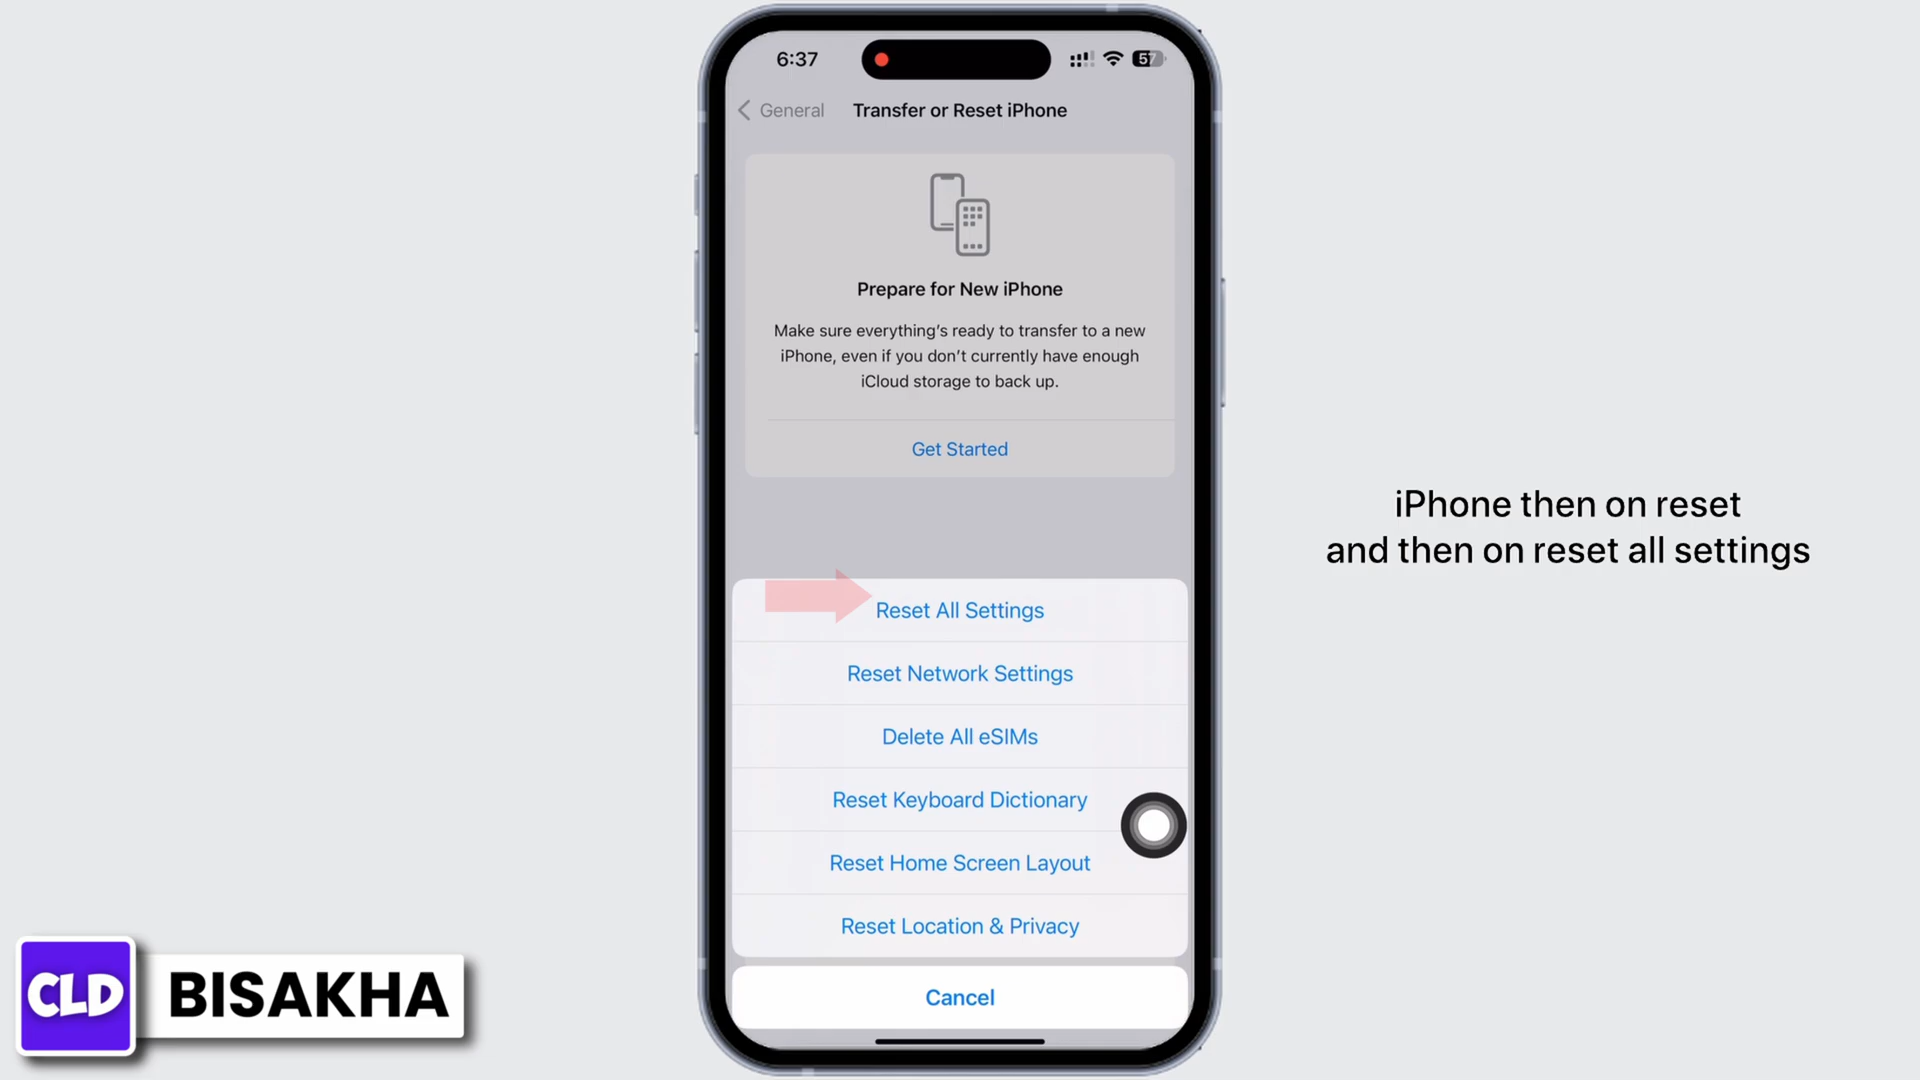 6:37
57
General
Transfer or Reset iPhone
Prepare for New iPhone
Make sure everything's ready to transfer to a new
iPhone, even if you don't currently have enough
iCloud storage to back up.
Get Started
iPhone then on reset
and then on reset all settings
Reset All Settings
Reset Network Settings
Delete All eSIMs
Reset Keyboard Dictionary
Reset Home Screen Layout
Reset Location & Privacy
Cancel
CLD
BISAKHA